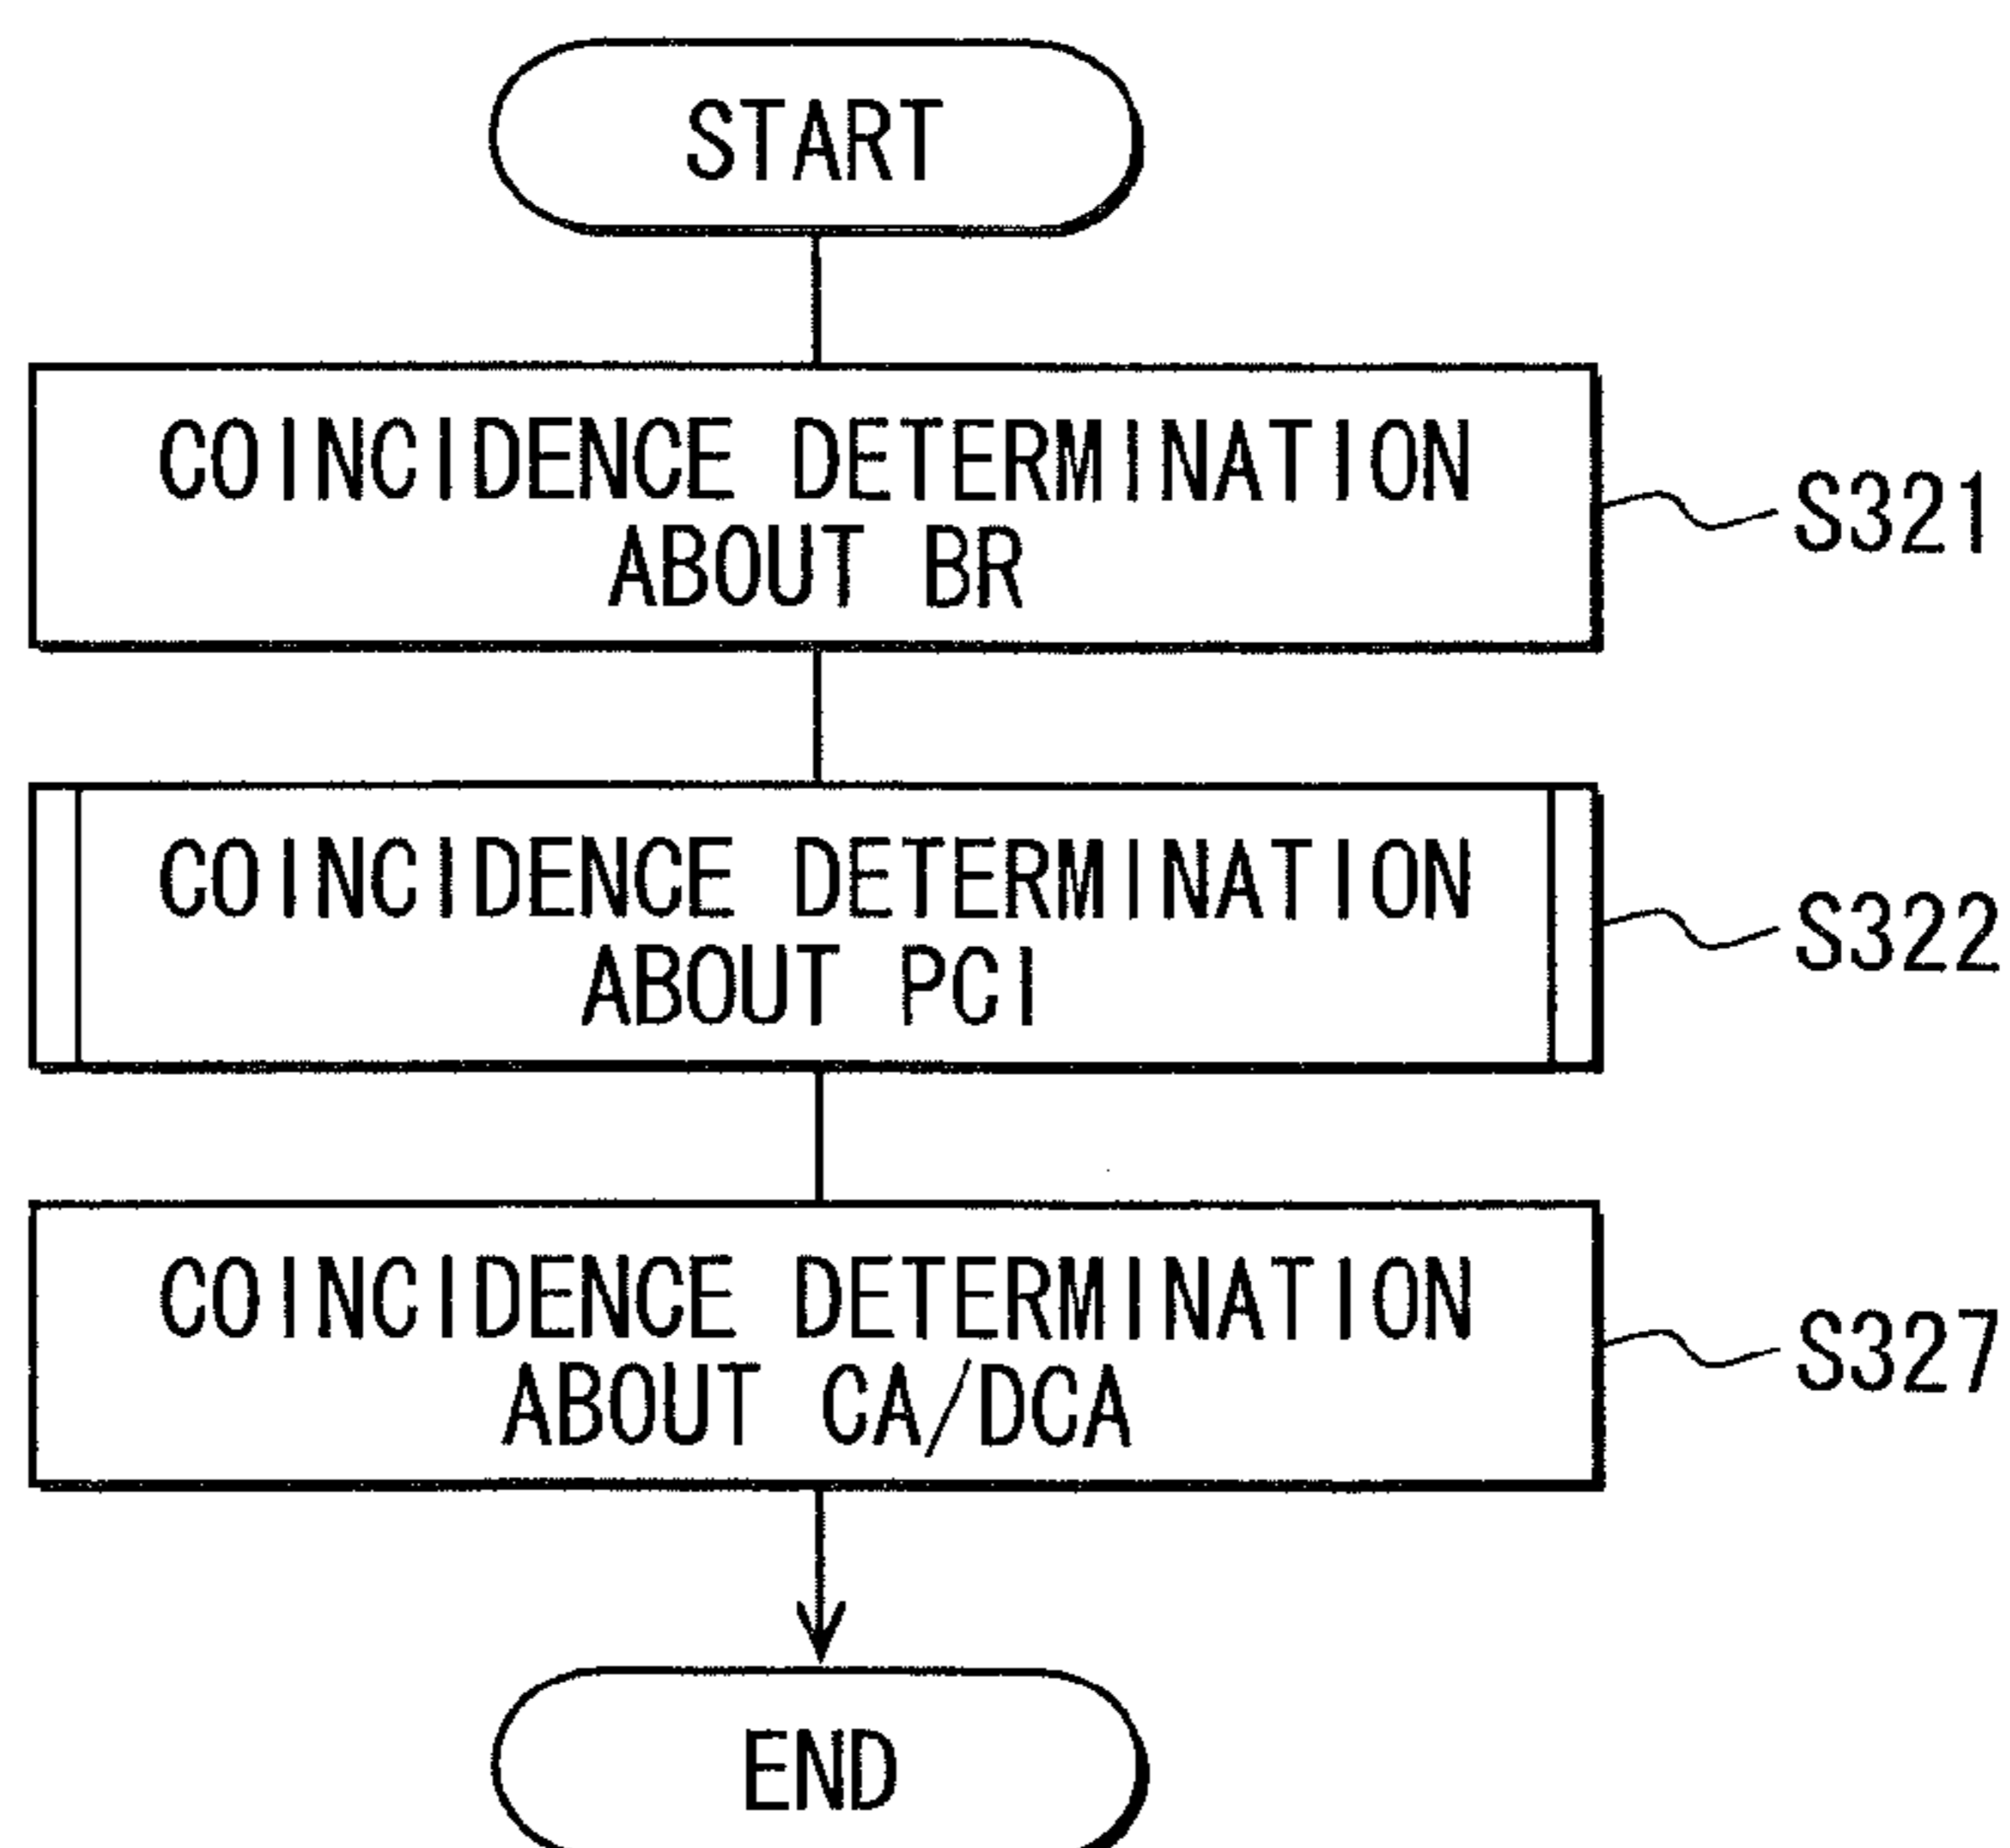 START
COINCIDENCE DETERMINATION
ABOUT BR
S321
COINCIDENCE DETERMINATION
ABOUT PCI
S322
COINCIDENCE DETERMINATION
ABOUT CA/DCA
S327
END